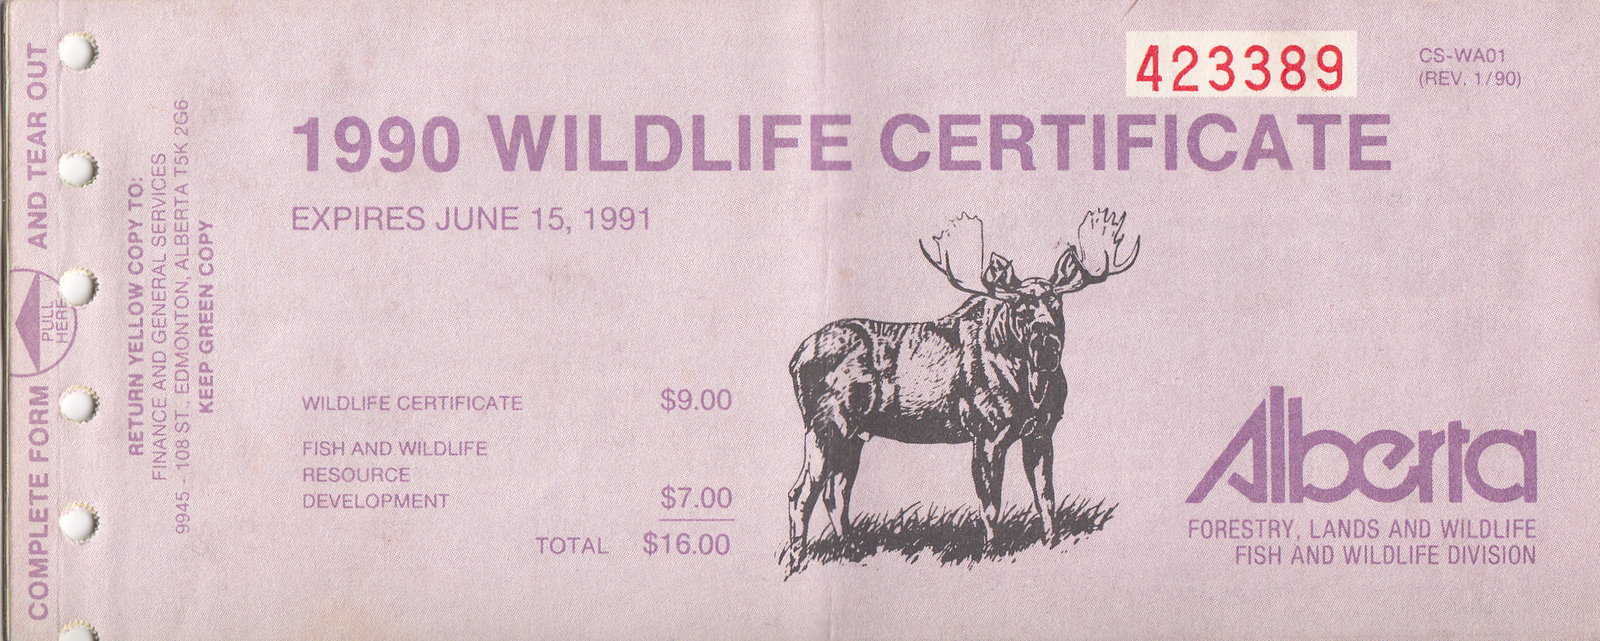 COMPLETE FORM AND TEAR OUT
PULL
HERE
RETURN YELLOW COPY TO:
FINANCE AND GENERAL SERVICES
9945 - 108 ST., EDMONTON, ALBERTA T5K 2G6
KEEP GREEN COPY
423389
CS-WA01
(REV. 1/90)
1990 WILDLIFE CERTIFICATE
EXPIRES JUNE 15, 1991
WILDLIFE CERTIFICATE $9.00
FISH AND WILDLIFE
RESOURCE
DEVELOPMENT $7.00
TOTAL $16.00
Alberta
FORESTRY, LANDS AND WILDLIFE
FISH AND WILDLIFE DIVISION